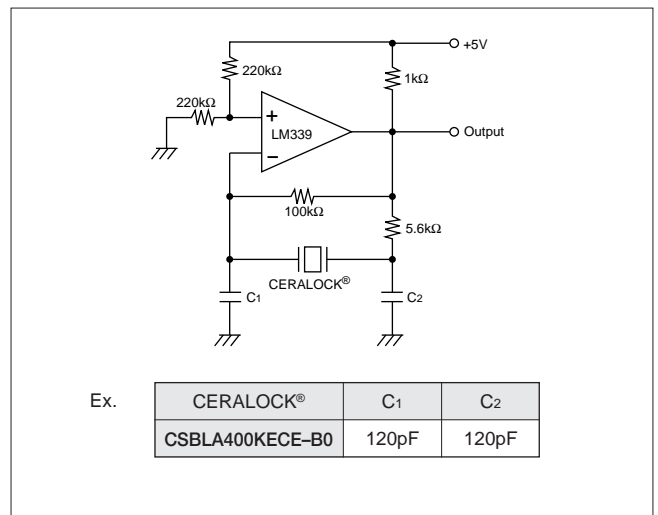 +5V
220kΩ
1kΩ
220kΩ
+
LM339
Output
−
100kΩ
5.6kΩ
CERALOCK®
C1
C2
Ex.
CERALOCK® C1 C2
CSBLA400KECE–B0 120pF 120pF